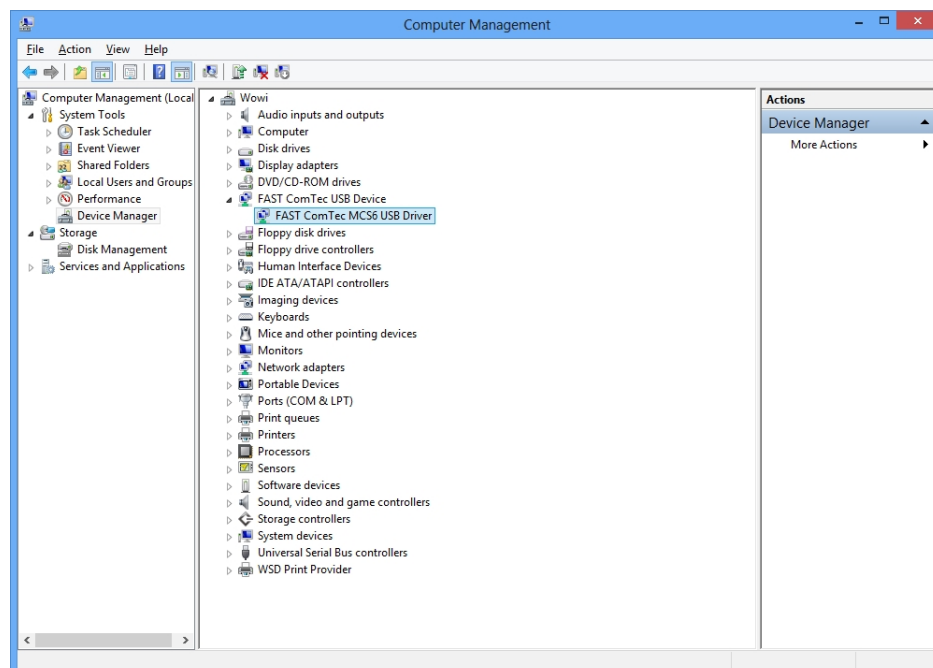 Computer Management
File Action View Help
Computer Management (Local
System Tools
Task Scheduler
Event Viewer
Shared Folders
Local Users and Groups
Performance
Device Manager
Storage
Disk Management
Services and Applications
Wowi
Audio inputs and outputs
Computer
Disk drives
Display adapters
DVD/CD-ROM drives
FAST ComTec USB Device
FAST ComTec MCS6 USB Driver
Floppy disk drives
Floppy drive controllers
Human Interface Devices
IDE ATA/ATAPI controllers
Imaging devices
Keyboards
Mice and other pointing devices
Monitors
Network adapters
Portable Devices
Ports (COM & LPT)
Print queues
Printers
Processors
Sensors
Software devices
Sound, video and game controllers
Storage controllers
System devices
Universal Serial Bus controllers
WSD Print Provider
Actions
Device Manager
More Actions